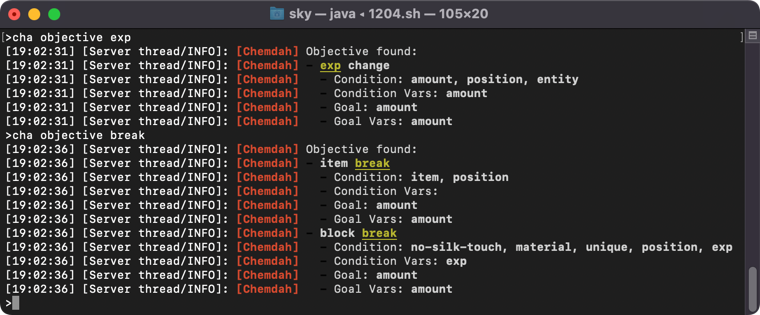 sky — java ◂ 1204.sh — 105×20
[>cha objective exp ]
[19:02:31] [Server thread/INFO]: [Chemdah] Objective found:
[19:02:31] [Server thread/INFO]: [Chemdah] - exp change
[19:02:31] [Server thread/INFO]: [Chemdah]   - Condition: amount, position, entity
[19:02:31] [Server thread/INFO]: [Chemdah]   - Condition Vars: amount
[19:02:31] [Server thread/INFO]: [Chemdah]   - Goal: amount
[19:02:31] [Server thread/INFO]: [Chemdah]   - Goal Vars: amount
>cha objective break
[19:02:36] [Server thread/INFO]: [Chemdah] Objective found:
[19:02:36] [Server thread/INFO]: [Chemdah] - item break
[19:02:36] [Server thread/INFO]: [Chemdah]   - Condition: item, position
[19:02:36] [Server thread/INFO]: [Chemdah]   - Condition Vars:
[19:02:36] [Server thread/INFO]: [Chemdah]   - Goal: amount
[19:02:36] [Server thread/INFO]: [Chemdah]   - Goal Vars: amount
[19:02:36] [Server thread/INFO]: [Chemdah] - block break
[19:02:36] [Server thread/INFO]: [Chemdah]   - Condition: no-silk-touch, material, unique, position, exp
[19:02:36] [Server thread/INFO]: [Chemdah]   - Condition Vars: exp
[19:02:36] [Server thread/INFO]: [Chemdah]   - Goal: amount
[19:02:36] [Server thread/INFO]: [Chemdah]   - Goal Vars: amount
>